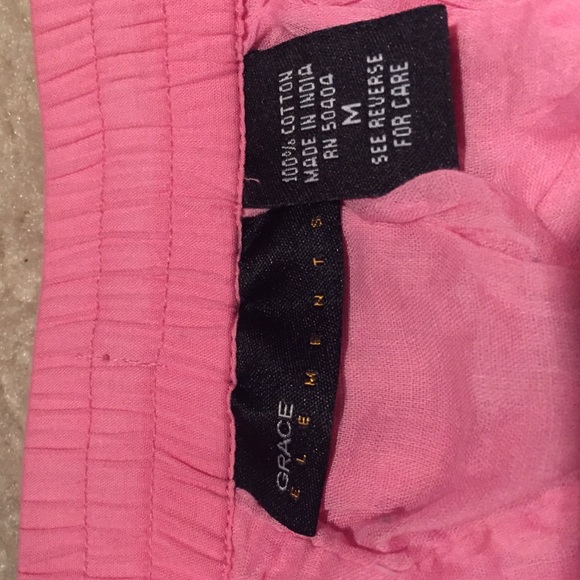 100% COTTON
MADE IN INDIA
RN 50404
M
SEE REVERSE
FOR CARE
GRACE
ELEMENTS